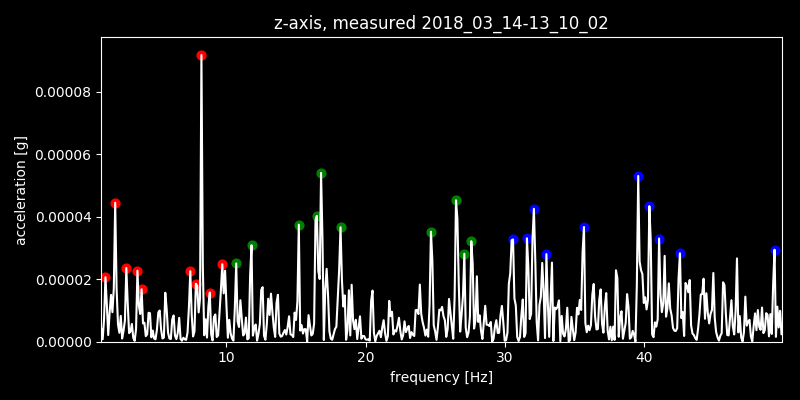 z-axis, measured 2018_03_14-13_10_02
0.00008
0.00006
0.00004
0.00002
0.00000
acceleration [g]
10 20 30 40
frequency [Hz]